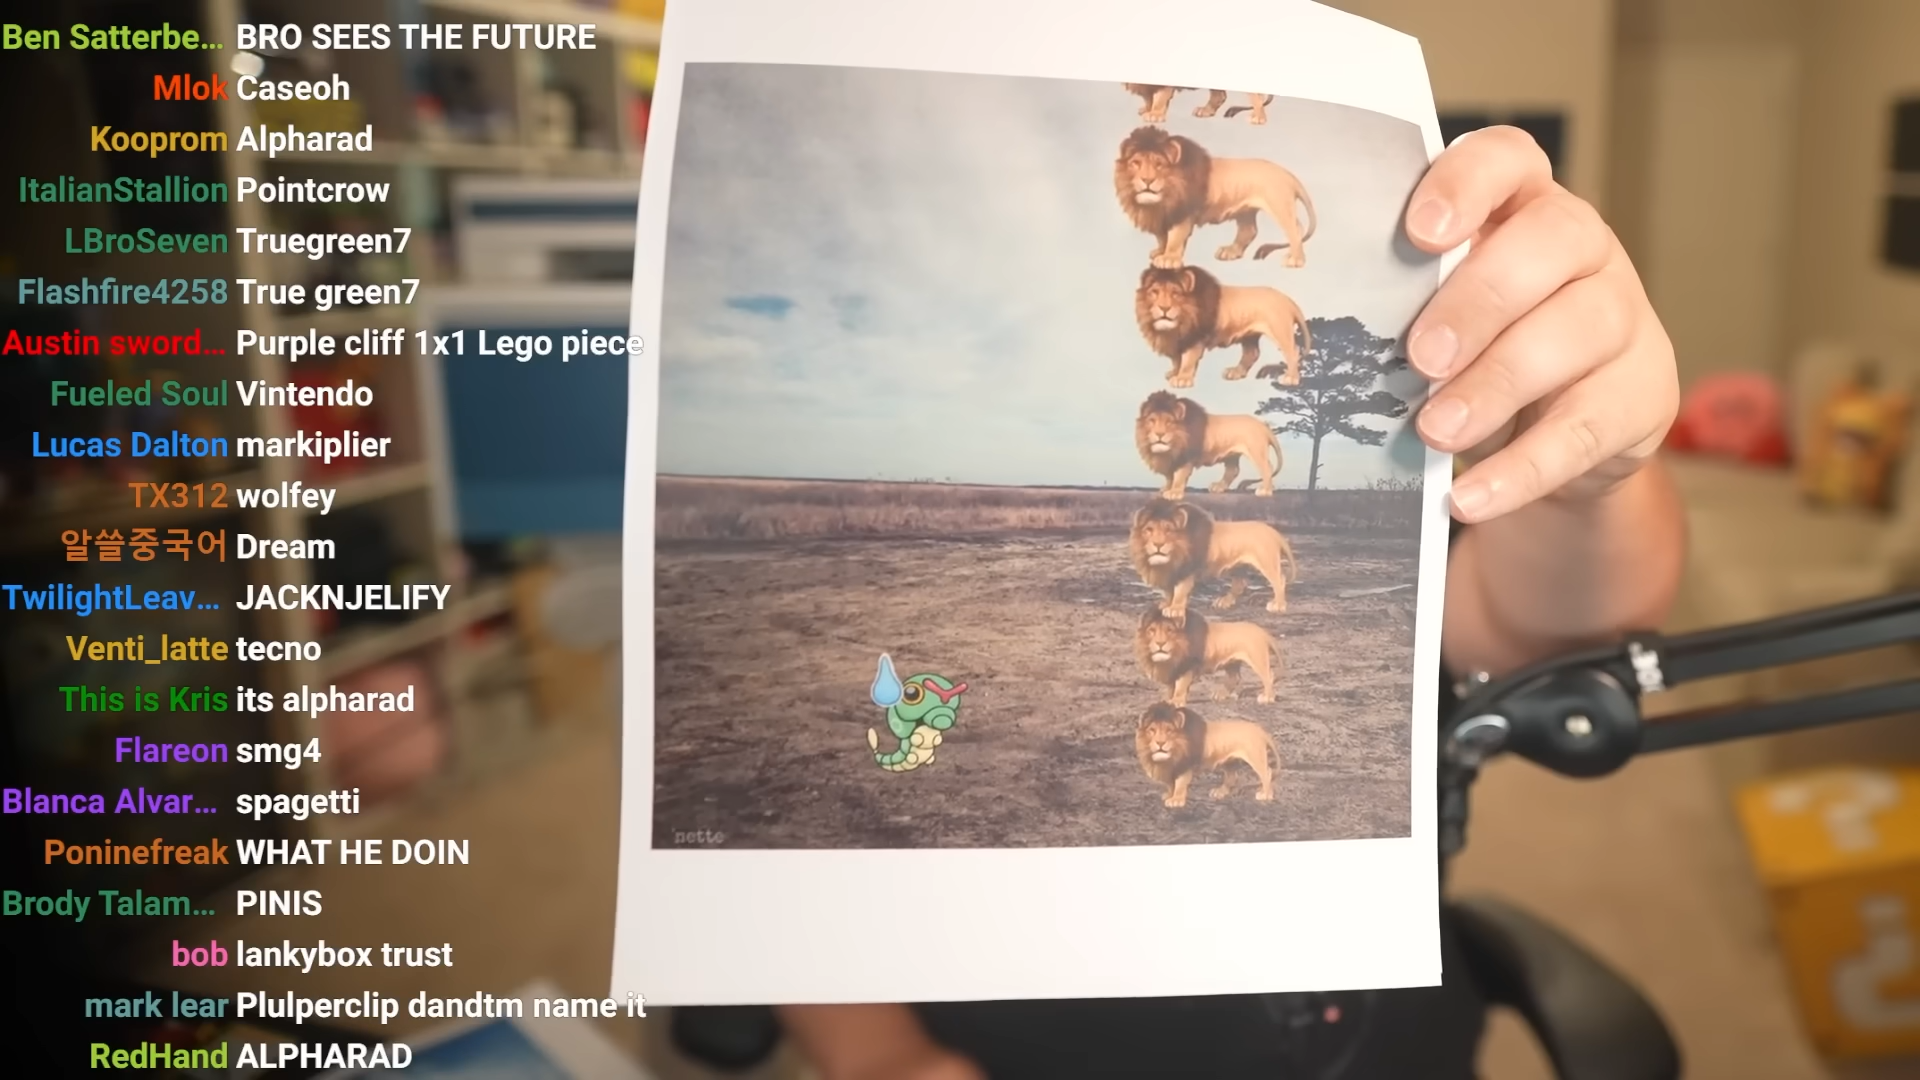 Ben Satterbe... BRO SEES THE FUTURE
Mlok Caseoh
Kooprom Alpharad
ItalianStallion Pointcrow
LBroSeven Truegreen7
Flashfire4258 True green7
Austin sword... Purple cliff 1x1 Lego piece
Fueled Soul Vintendo
Lucas Dalton markiplier
TX312 wolfey
알쓸중국어 Dream
TwilightLeav... JACKNJELIFY
Venti_latte tecno
This is Kris its alpharad
Flareon smg4
Blanca Alvar... spagetti
Poninefreak WHAT HE DOIN
Brody Talam... PINIS
bob lankybox trust
mark lear Plulperclip dandtm name it
RedHand ALPHARAD
'nette